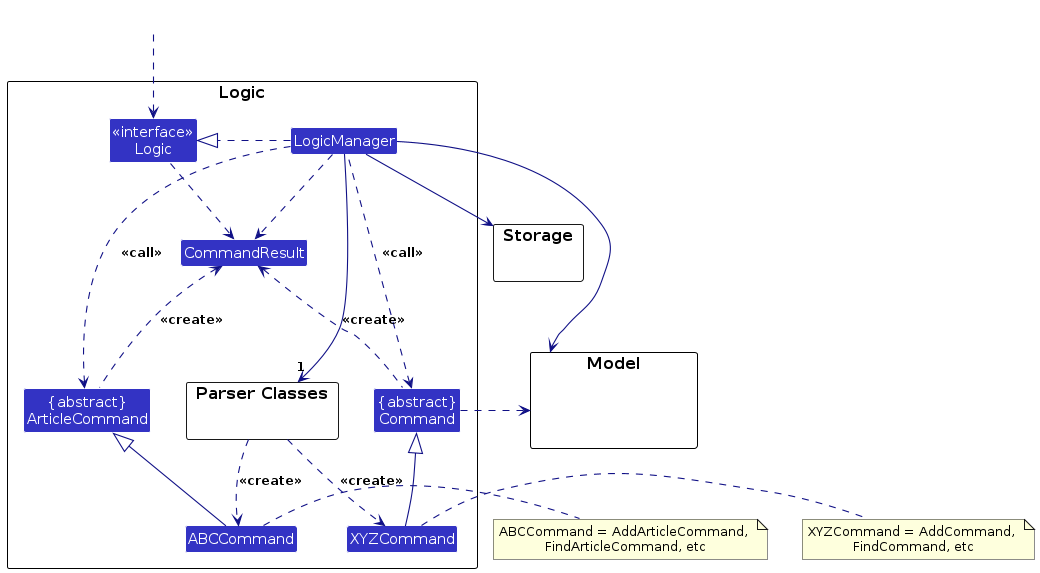 Logic
«interface»
Logic
LogicManager
Storage
«call»
CommandResult
«call»
«create»
«create»
1
Model
{abstract}
ArticleCommand
Parser Classes
{abstract}
Command
«create»
«create»
ABCCommand
XYZCommand
ABCCommand = AddArticleCommand,
FindArticleCommand, etc
XYZCommand = AddCommand,
FindCommand, etc